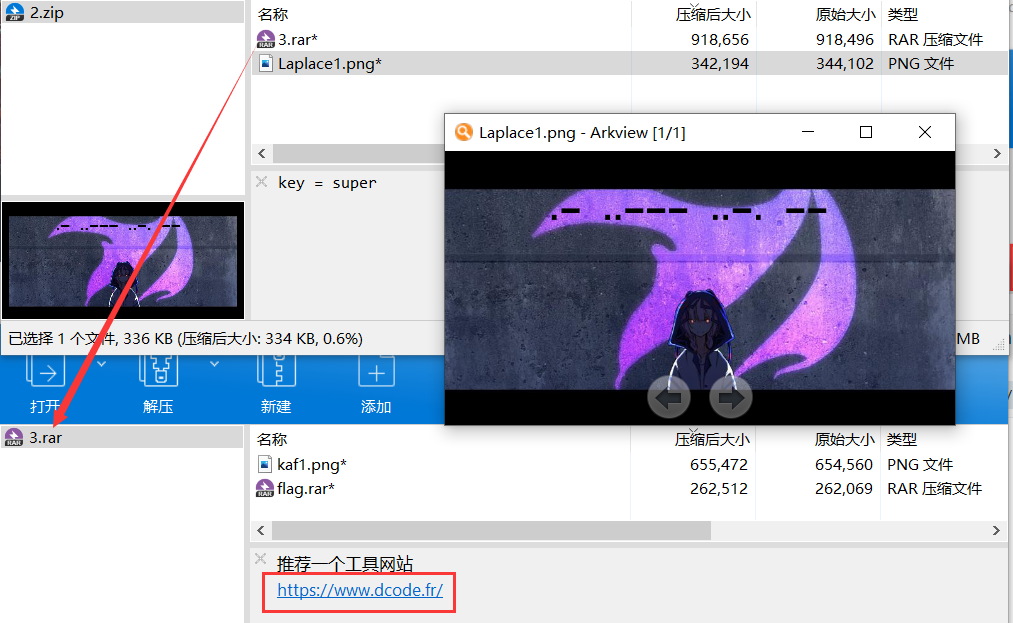 2.zip
名称 压缩后大小 原始大小 类型
3.rar* 918,656 918,496 RAR 压缩文件
Laplace1.png* 342,194 344,102 PNG 文件
Laplace1.png - Arkview [1/1]
key = super
.- ..--- ..-. --
.- ..--- ..-. --
已选择 1 个文件, 336 KB (压缩后大小: 334 KB, 0.6%)
MB
打开 解压 新建 添加
3.rar
名称 压缩后大小 原始大小 类型
kaf1.png* 655,472 654,560 PNG 文件
flag.rar* 262,512 262,069 RAR 压缩文件
推荐一个工具网站
https://www.dcode.fr/